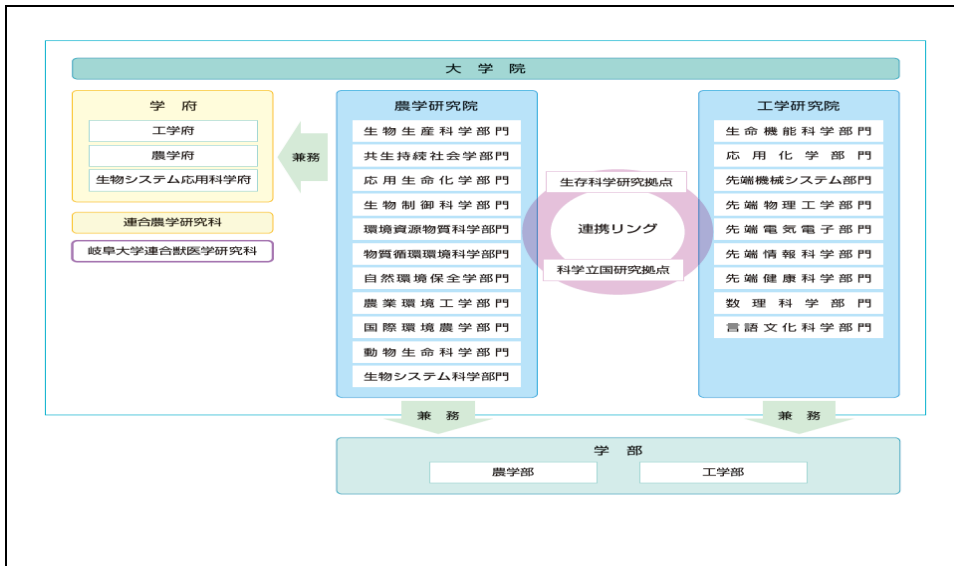 大学院
学府
工学府
農学府
生物システム応用科学府
連合農学研究科
岐阜大学連合獣医学研究科
兼務
農学研究院
生物生産科学部門
共生持続社会学部門
応用生命化学部門
生物制御科学部門
環境資源物質科学部門
物質循環環境科学部門
自然環境保全学部門
農業環境工学部門
国際環境農学部門
動物生命科学部門
生物システム科学部門
生存科学研究拠点
連携リング
科学立国研究拠点
工学研究院
生命機能科学部門
応用化学部門
先端機械システム部門
先端物理工学部門
先端電気電子部門
先端情報科学部門
先端健康科学部門
数理科学部門
言語文化科学部門
兼務
兼務
学部
農学部
工学部